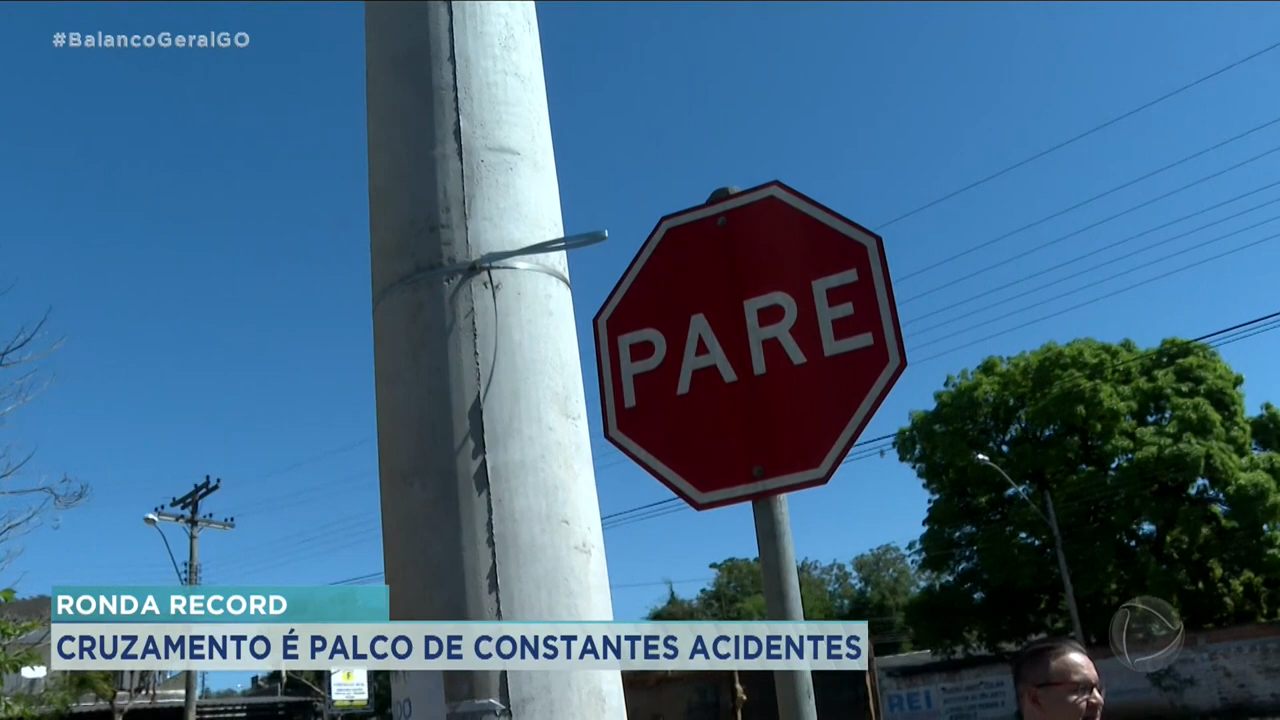 #BalancoGeralGO
PARE
RONDA RECORD
CRUZAMENTO É PALCO DE CONSTANTES ACIDENTES
REI